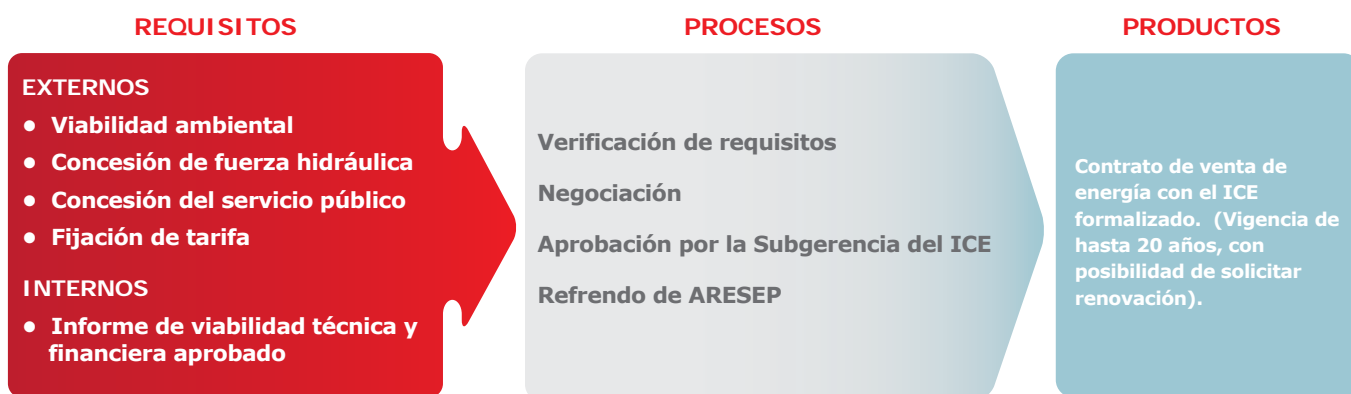 REQUISITOS
EXTERNOS
● Viabilidad ambiental
● Concesión de fuerza hidráulica
● Concesión del servicio público
● Fijación de tarifa
INTERNOS
● Informe de viabilidad técnica y
financiera aprobado
PROCESOS
Verificación de requisitos
Negociación
Aprobación por la Subgerencia del ICE
Refrendo de ARESEP
PRODUCTOS
Contrato de venta de
energía con el ICE
formalizado. (Vigencia de
hasta 20 años, con
posibilidad de solicitar
renovación).